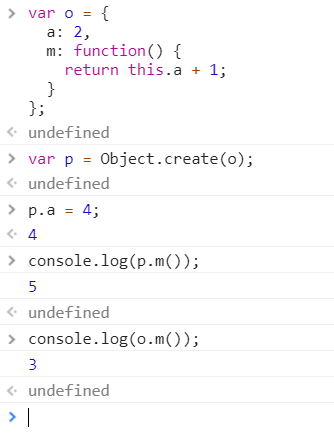 > var o = {
    a: 2,
    m: function() {
      return this.a + 1;
    }
  };
< undefined
> var p = Object.create(o);
< undefined
> p.a = 4;
< 4
> console.log(p.m());
  5
< undefined
> console.log(o.m());
  3
< undefined
>